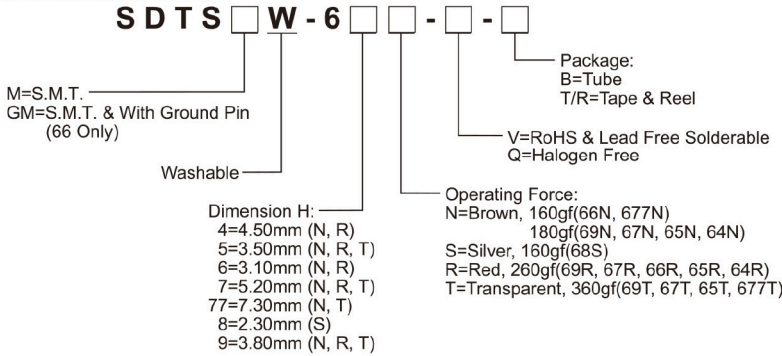 SDTS□W-6□□-□-□
Package:
B=Tube
T/R=Tape & Reel
M=S.M.T.
GM=S.M.T. & With Ground Pin
(66 Only)
V=RoHS & Lead Free Solderable
Q=Halogen Free
Washable
Operating Force:
N=Brown, 160gf(66N, 677N)
180gf(69N, 67N, 65N, 64N)
S=Silver, 160gf(68S)
R=Red, 260gf(69R, 67R, 66R, 65R, 64R)
T=Transparent, 360gf(69T, 67T, 65T, 677T)
Dimension H:
4=4.50mm (N, R)
5=3.50mm (N, R, T)
6=3.10mm (N, R)
7=5.20mm (N, R, T)
77=7.30mm (N, T)
8=2.30mm (S)
9=3.80mm (N, R, T)